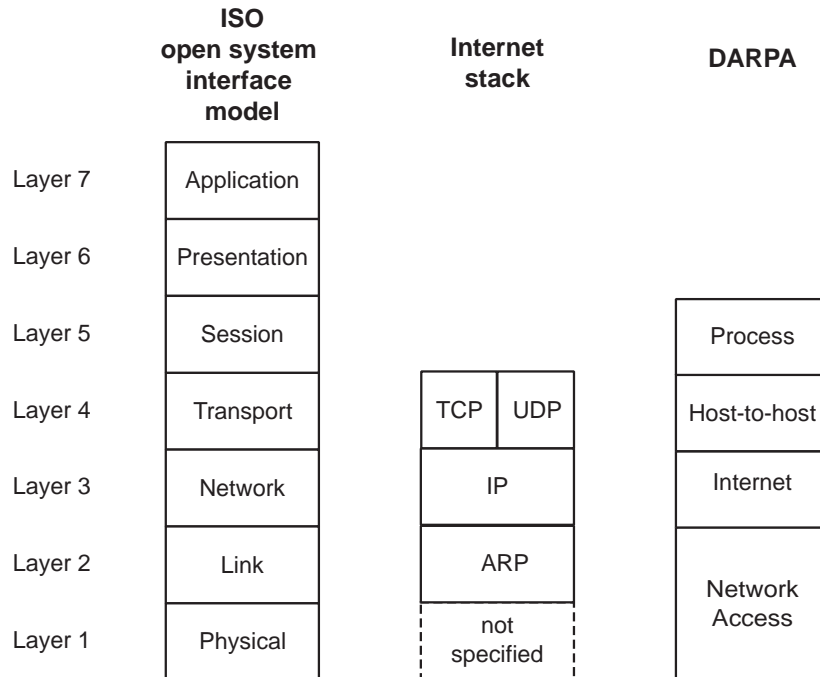 ISO
open system
interface
model
Internet
stack
DARPA
Layer 7
Application
Layer 6
Presentation
Layer 5
Session
Process
Layer 4
Transport
TCP
UDP
Host-to-host
Layer 3
Network
IP
Internet
Layer 2
Link
ARP
Network
Access
Layer 1
Physical
not
specified